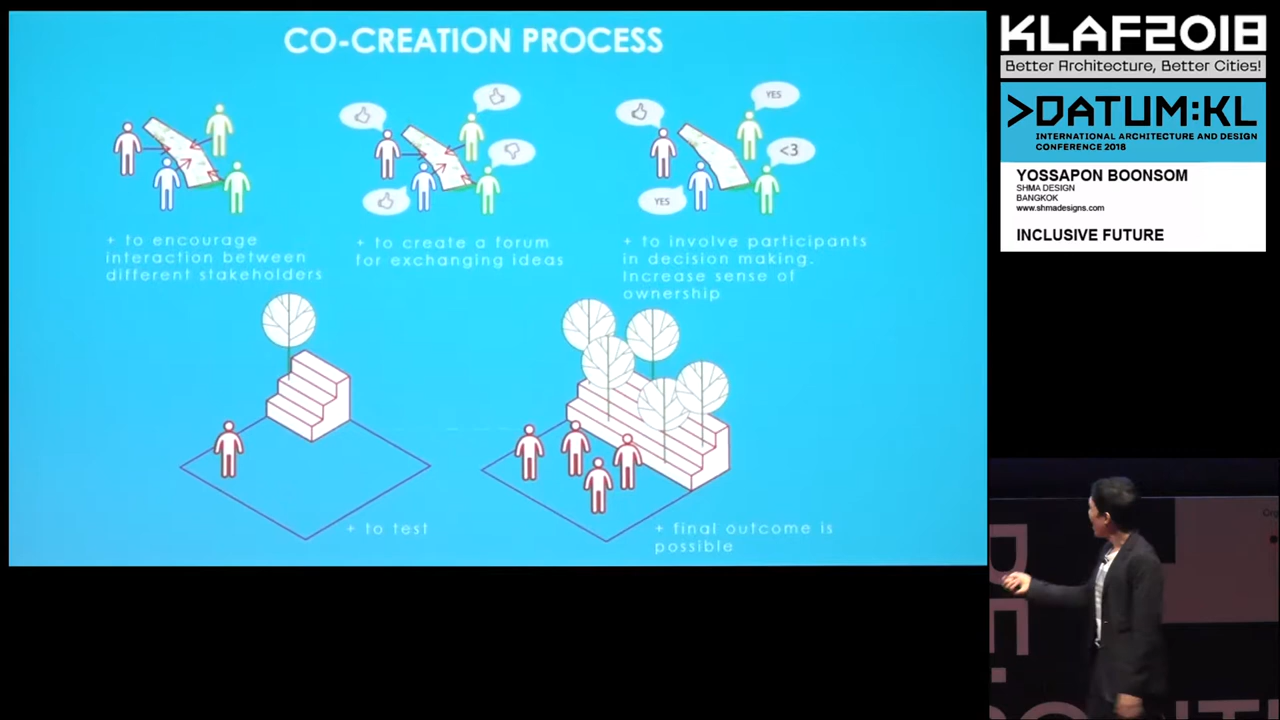 CO-CREATION PROCESS
YES
<3
YES
+ to encourage
interaction between
different stakeholders
+ to create a forum
for exchanging ideas
+ to involve participants
in decision making.
Increase sense of
ownership
+ to test
+ final outcome is
possible
KLAF2018
Better Architecture, Better Cities!
>DATUM:KL
INTERNATIONAL ARCHITECTURE AND DESIGN
CONFERENCE 2018
YOSSAPON BOONSOM
SHMA DESIGN
BANGKOK
www.shmadesigns.com
INCLUSIVE FUTURE